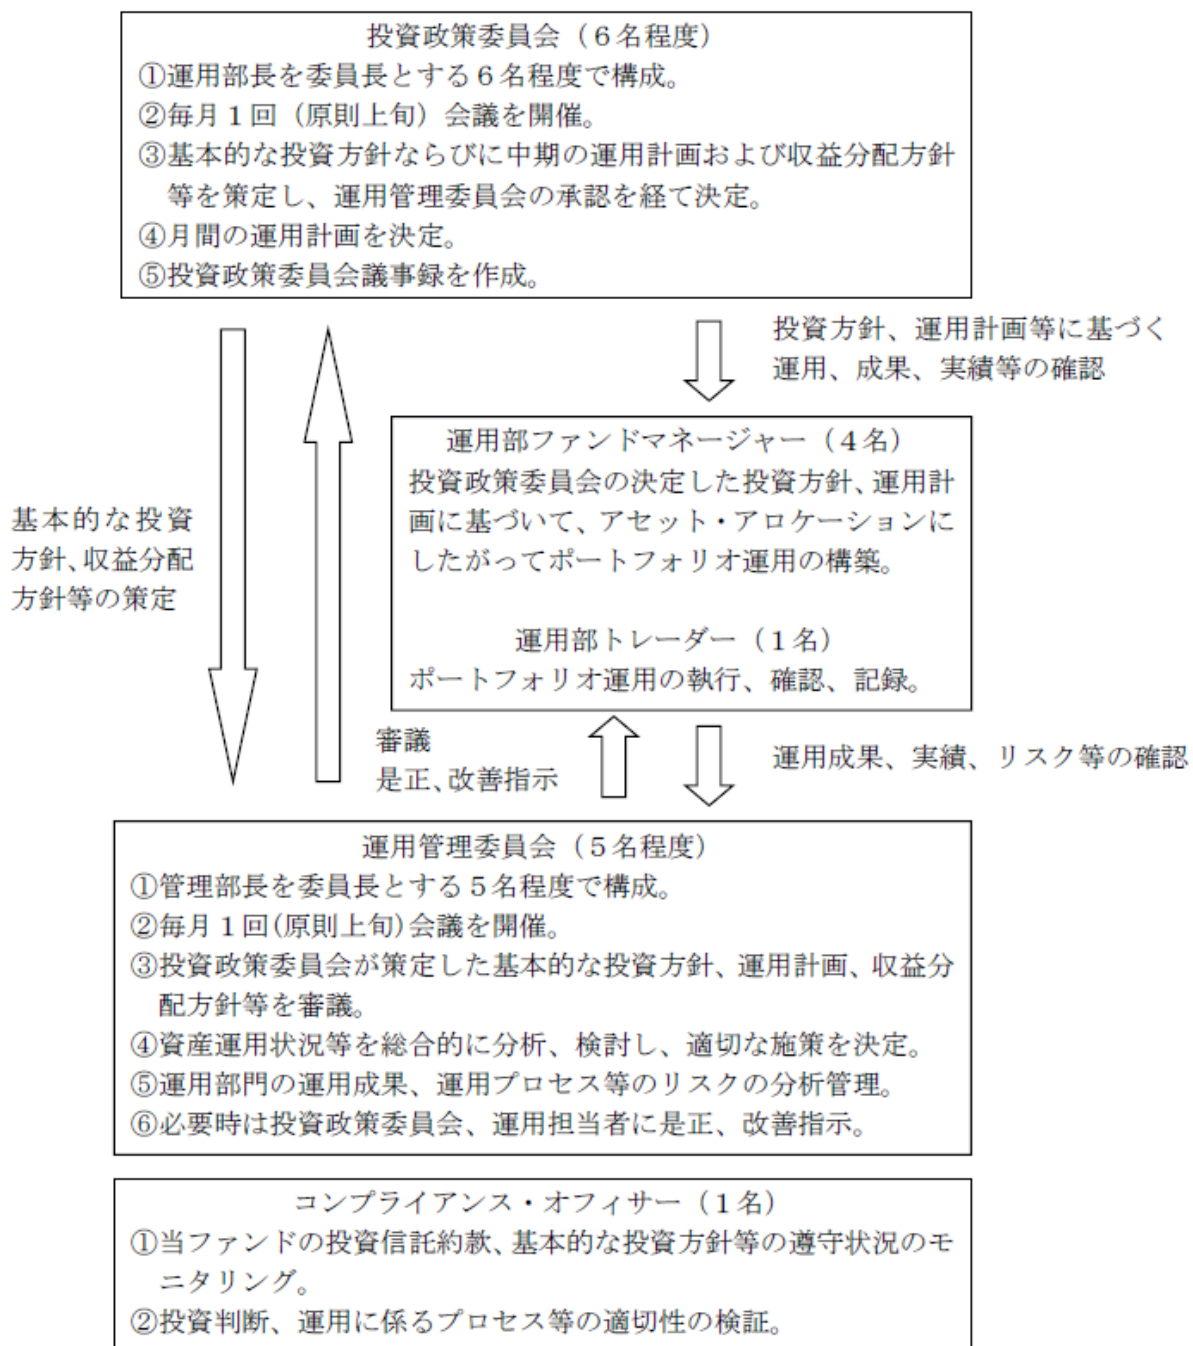 投資政策委員会（６名程度）
①運用部長を委員長とする６名程度で構成。
②毎月１回（原則上旬）会議を開催。
③基本的な投資方針ならびに中期の運用計画および収益分配方針
等を策定し、運用管理委員会の承認を経て決定。
④月間の運用計画を決定。
⑤投資政策委員会議事録を作成。
投資方針、運用計画等に基づく
運用、成果、実績等の確認
運用部ファンドマネージャー（４名）
投資政策委員会の決定した投資方針、運用計
画に基づいて、アセット・アロケーションに
したがってポートフォリオ運用の構築。
運用部トレーダー（１名）
ポートフォリオ運用の執行、確認、記録。
基本的な投資
方針、収益分配
方針等の策定
審議
是正、改善指示
運用成果、実績、リスク等の確認
運用管理委員会（５名程度）
①管理部長を委員長とする５名程度で構成。
②毎月１回(原則上旬)会議を開催。
③投資政策委員会が策定した基本的な投資方針、運用計画、収益分
配方針等を審議。
④資産運用状況等を総合的に分析、検討し、適切な施策を決定。
⑤運用部門の運用成果、運用プロセス等のリスクの分析管理。
⑥必要時は投資政策委員会、運用担当者に是正、改善指示。
コンプライアンス・オフィサー（１名）
①当ファンドの投資信託約款、基本的な投資方針等の遵守状況のモ
ニタリング。
②投資判断、運用に係るプロセス等の適切性の検証。